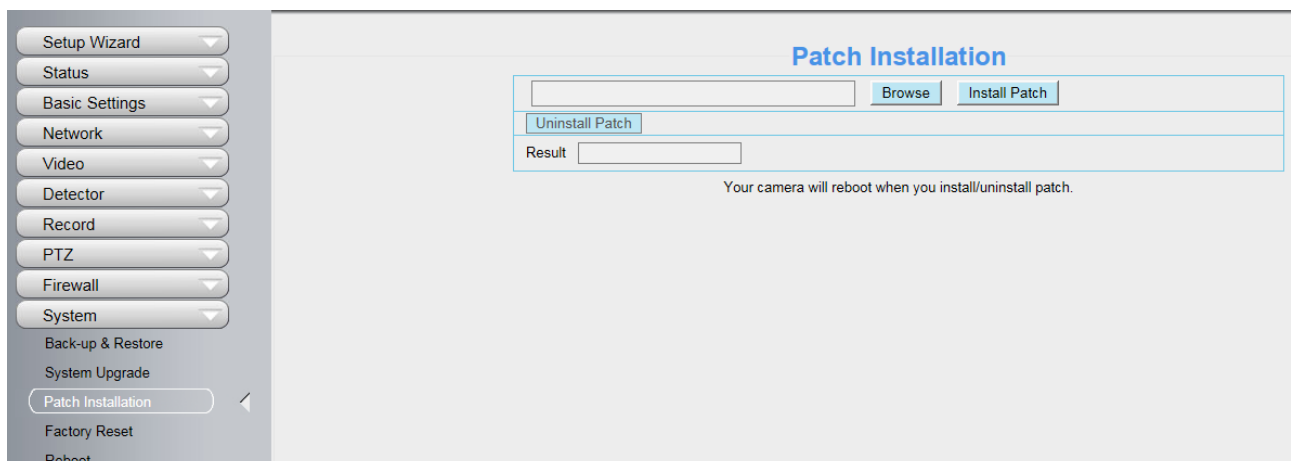 Setup Wizard
Status
Basic Settings
Network
Video
Detector
Record
PTZ
Firewall
System
Back-up & Restore
System Upgrade
Patch Installation
Factory Reset
Reboot
Patch Installation
Browse Install Patch
Uninstall Patch
Result
Your camera will reboot when you install/uninstall patch.